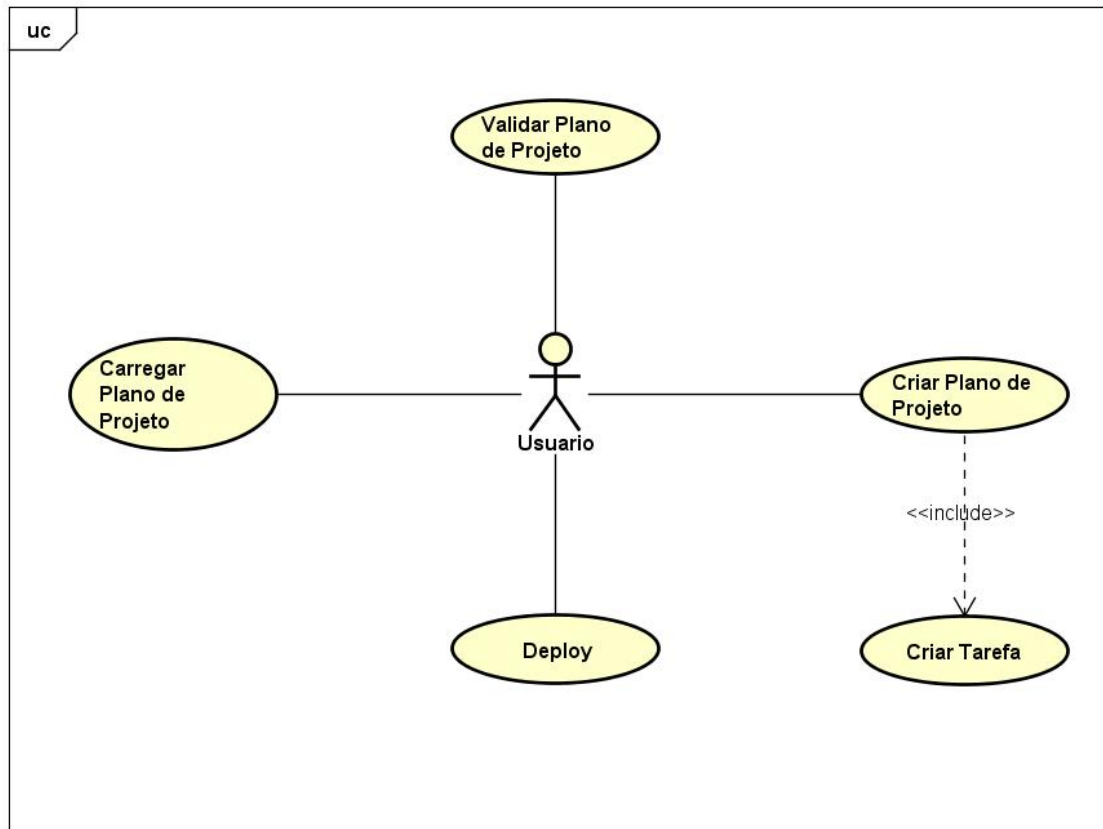 uc
Validar Plano
de Projeto
Carregar
Plano de
Projeto
Usuario
Criar Plano de
Projeto
<<include>>
Deploy
Criar Tarefa